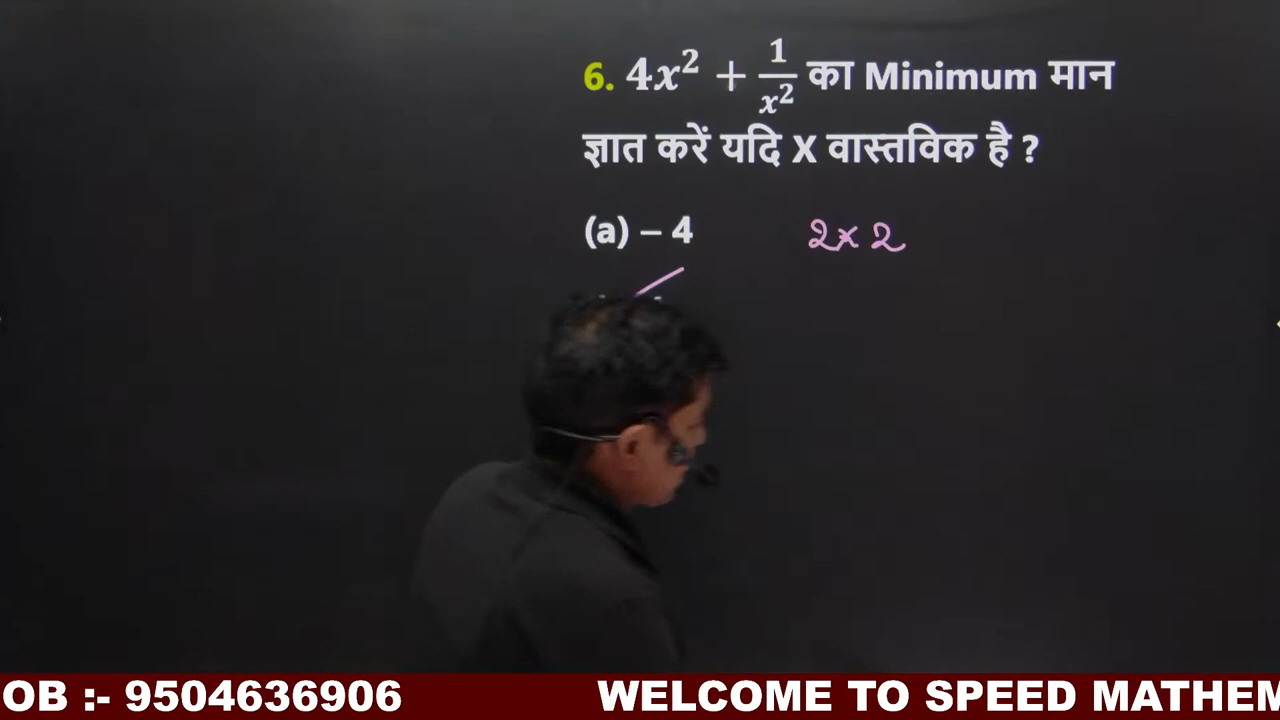 6. 4x² + 1/x² का Minimum मान
ज्ञात करें यदि X वास्तविक है ?
(a) – 4
2 × 2
OB :- 9504636906 WELCOME TO SPEED MATHEM